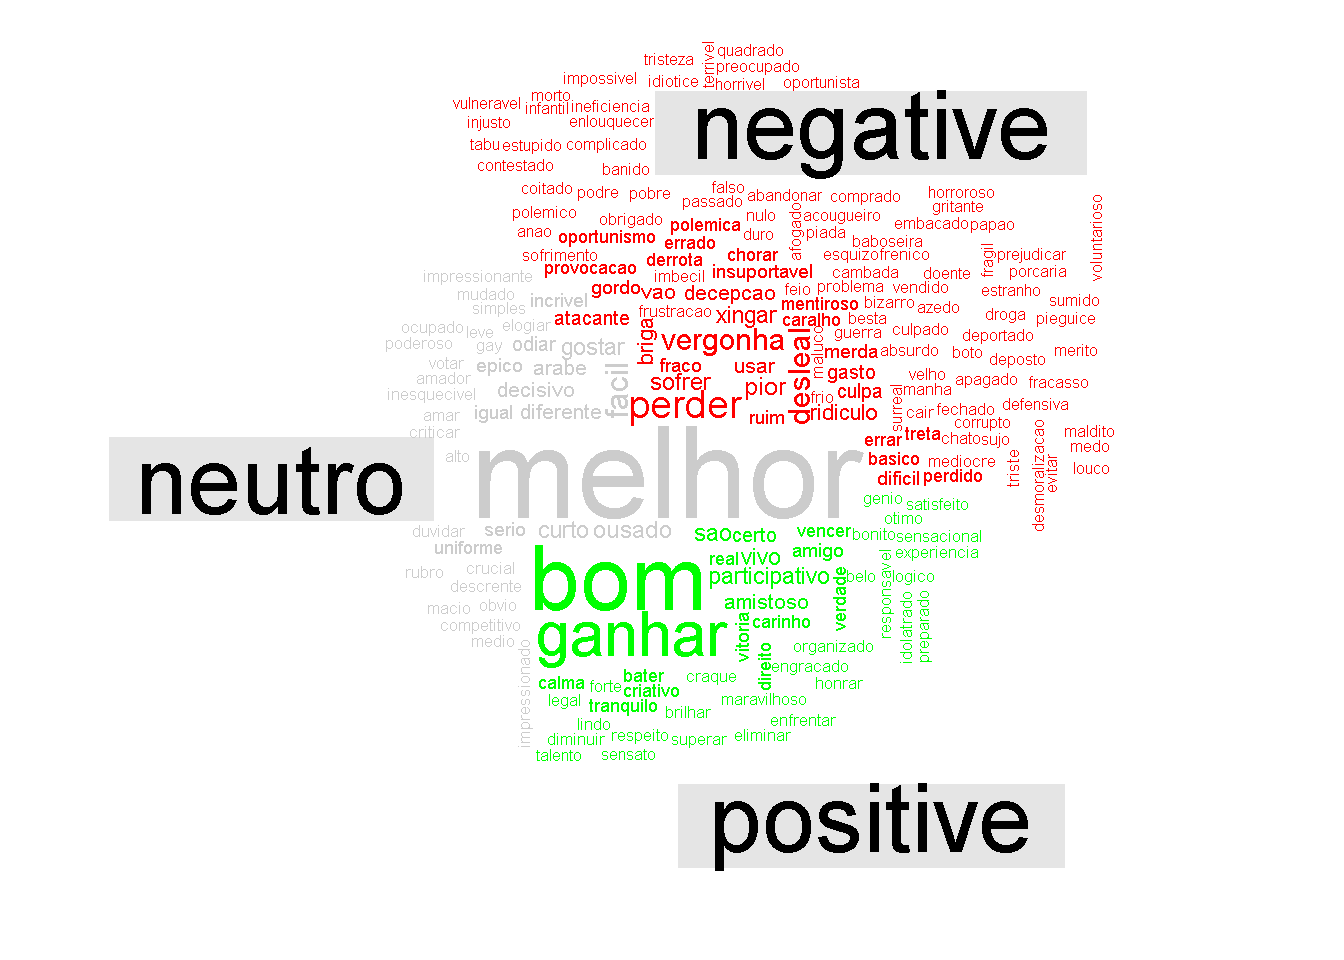 quadrado
tristeza
terrivel
preocupado
impossivel
idiotice
horrivel
oportunista
morto
vulneravel
infantil
ineficiencia
injusto
enlouquecer
negative
tabu
estupido
complicado
contestado
banido
coitado
podre
pobre
falso
passado
abandonar
comprado
horroroso
gritante
voluntarioso
polemico
obrigado
polemica
nulo
afogado
acougueiro
embacado
papao
anao
oportunismo
errado
duro
piada
baboseira
sofrimento
derrota
chorar
esquizofrenico
fragil
prejudicar
impressionante
provocacao
imbecil
insuportavel
cambada
doente
porcaria
mudado
incrivel
gordo
vao
decepcao
feio
problema
vendido
estranho
simples
mentiroso
bizarro
azedo
sumido
ocupado
leve
elogiar
atacante
frustracao
xingar
caralho
besta
droga
pieguice
poderoso
gay
odiar
gostar
briga
vergonha
desleal
maluco
guerra
culpado
deportado
votar
epico
arabe
facil
fraco
usar
merda
absurdo
boto
deposto
merito
amador
decisivo
sofrer
pior
gasto
velho
apagado
fracasso
inesquecivel
frio
culpa
surreal
manha
amar
igual
diferente
perder
ruim
ridiculo
cair
fechado
defensiva
criticar
errar
treta
chato
sujo
corrupto
maldito
medo
neutro
alto
melhor
basico
mediocre
triste
desmoralizacao
evitar
louco
dificil
perdido
genio
satisfeito
otimo
duvidar
serio
curto
ousado
sao
certo
vencer
bonito
sensacional
uniforme
real
vivo
amigo
experiencia
rubro
crucial
bom
participativo
verdade
belo
responsavel
logico
descrente
macio
obvio
amistoso
idolatrado
preparado
competitivo
ganhar
vitoria
carinho
medio
direito
organizado
impressionado
calma
forte
bater
craque
engracado
honrar
legal
criativo
tranquilo
brilhar
maravilhoso
lindo
enfrentar
diminuir
respeito
superar
eliminar
talento
sensato
positive